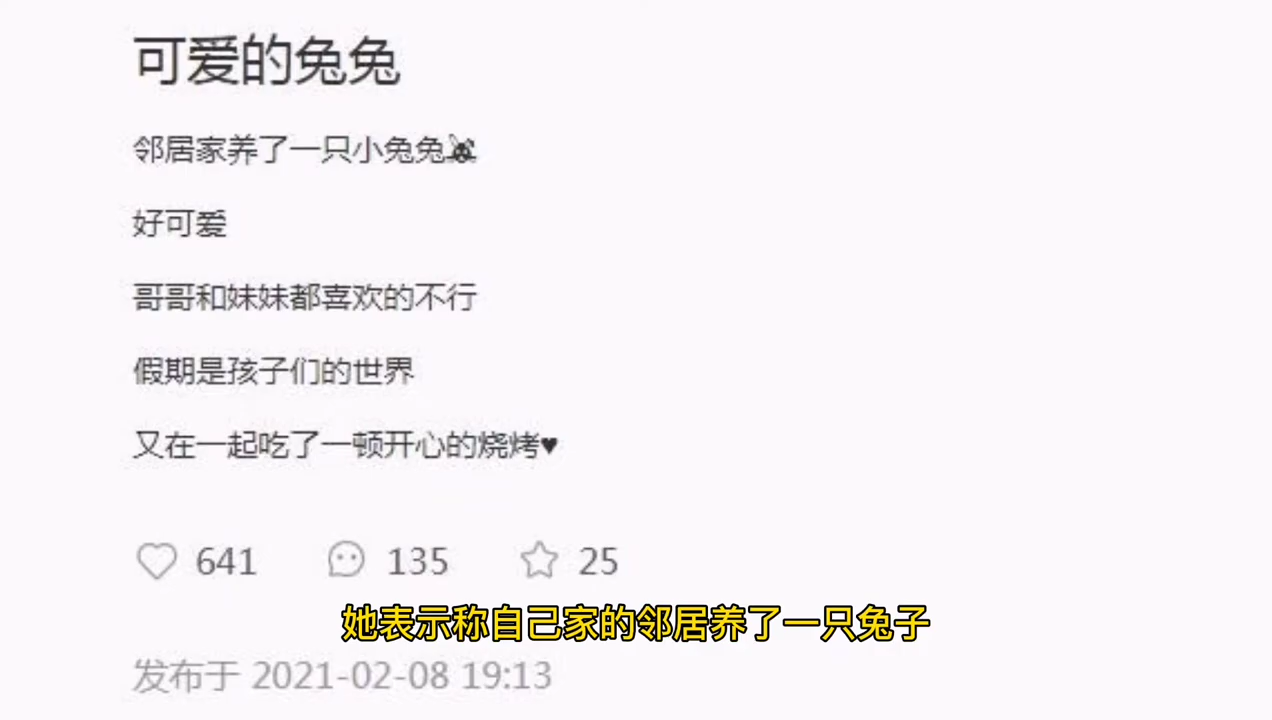 可爱的兔兔
邻居家养了一只小兔兔🐰
好可爱
哥哥和妹妹都喜欢的不行
假期是孩子们的世界
又在一起吃了一顿开心的烧烤♥
641 135 25
她表示称自己家的邻居养了一只兔子
发布于 2021-02-08 19:13